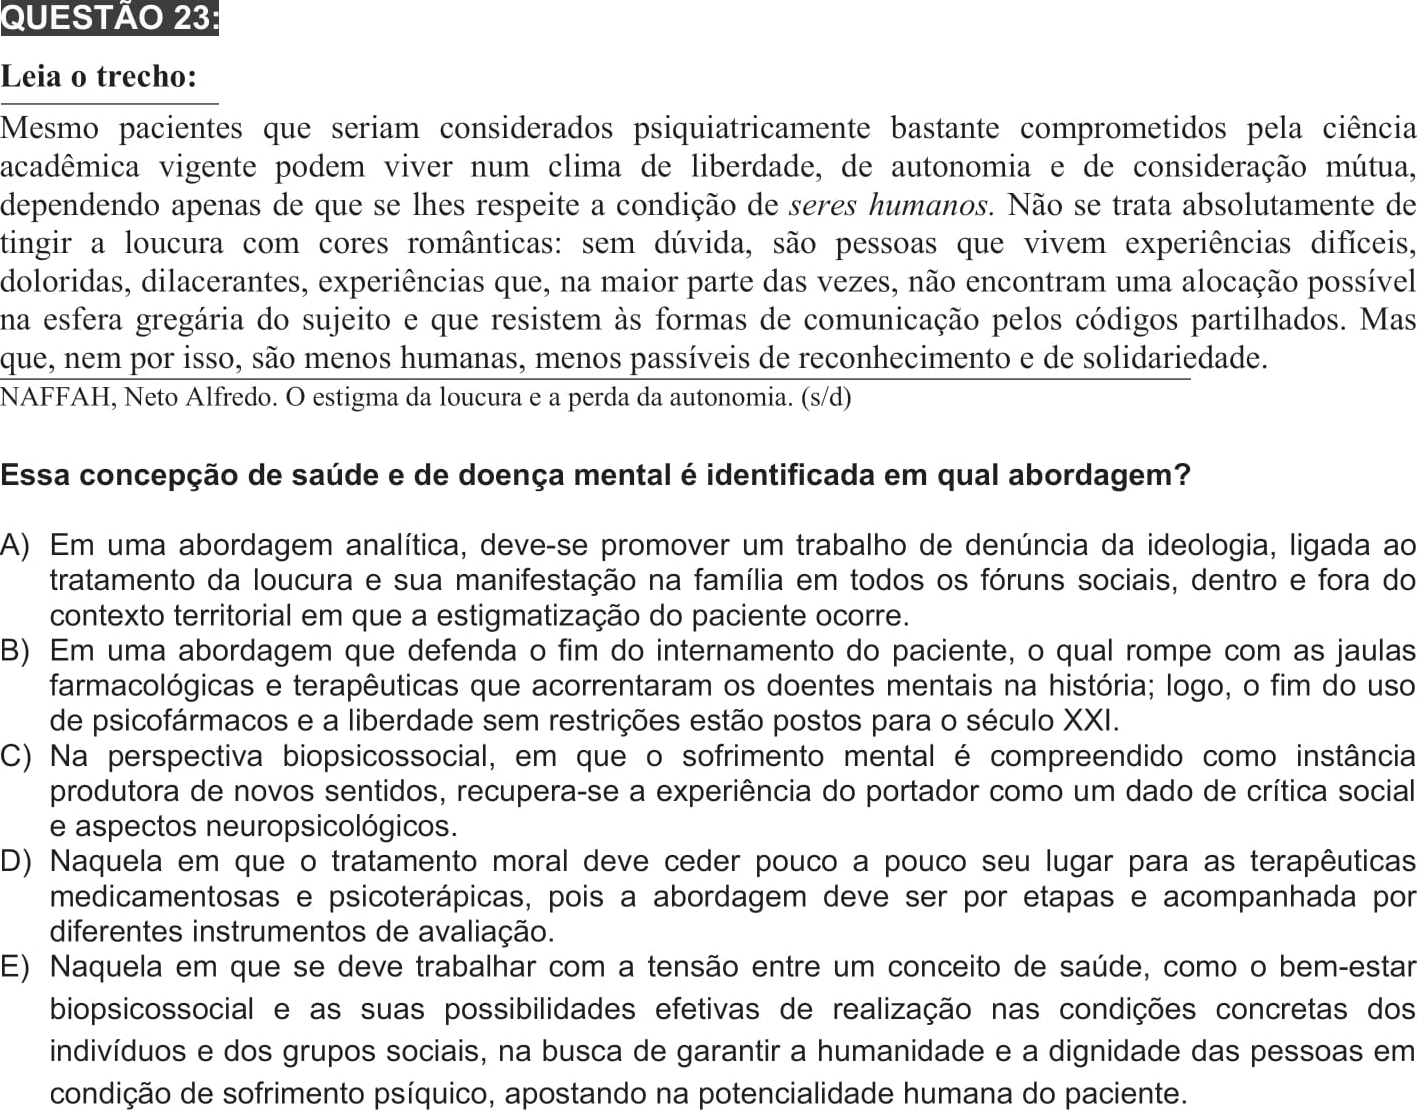 QUESTÃO 23:
Leia o trecho:
Mesmo pacientes que seriam considerados psiquiatricamente bastante comprometidos pela ciência
acadêmica vigente podem viver num clima de liberdade, de autonomia e de consideração mútua,
dependendo apenas de que se lhes respeite a condição de seres humanos. Não se trata absolutamente de
tingir a loucura com cores românticas: sem dúvida, são pessoas que vivem experiências difíceis,
doloridas, dilacerantes, experiências que, na maior parte das vezes, não encontram uma alocação possível
na esfera gregária do sujeito e que resistem às formas de comunicação pelos códigos partilhados. Mas
que, nem por isso, são menos humanas, menos passíveis de reconhecimento e de solidariedade.
NAFFAH, Neto Alfredo. O estigma da loucura e a perda da autonomia. (s/d)
Essa concepção de saúde e de doença mental é identificada em qual abordagem?
A) Em uma abordagem analítica, deve-se promover um trabalho de denúncia da ideologia, ligada ao
tratamento da loucura e sua manifestação na família em todos os fóruns sociais, dentro e fora do
contexto territorial em que a estigmatização do paciente ocorre.
B) Em uma abordagem que defenda o fim do internamento do paciente, o qual rompe com as jaulas
farmacológicas e terapêuticas que acorrentaram os doentes mentais na história; logo, o fim do uso
de psicofármacos e a liberdade sem restrições estão postos para o século XXI.
C) Na perspectiva biopsicossocial, em que o sofrimento mental é compreendido como instância
produtora de novos sentidos, recupera-se a experiência do portador como um dado de crítica social
e aspectos neuropsicológicos.
D) Naquela em que o tratamento moral deve ceder pouco a pouco seu lugar para as terapêuticas
medicamentosas e psicoterápicas, pois a abordagem deve ser por etapas e acompanhada por
diferentes instrumentos de avaliação.
E) Naquela em que se deve trabalhar com a tensão entre um conceito de saúde, como o bem-estar
biopsicossocial e as suas possibilidades efetivas de realização nas condições concretas dos
indivíduos e dos grupos sociais, na busca de garantir a humanidade e a dignidade das pessoas em
condição de sofrimento psíquico, apostando na potencialidade humana do paciente.